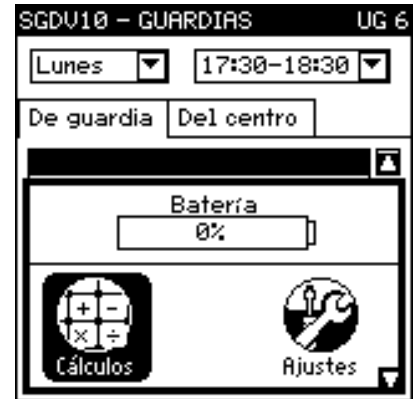 SGDV10 - GUARDIAS UG 6
Lunes 17:30-18:30
De guardia Del centro
Batería
0%
Cálculos Ajustes